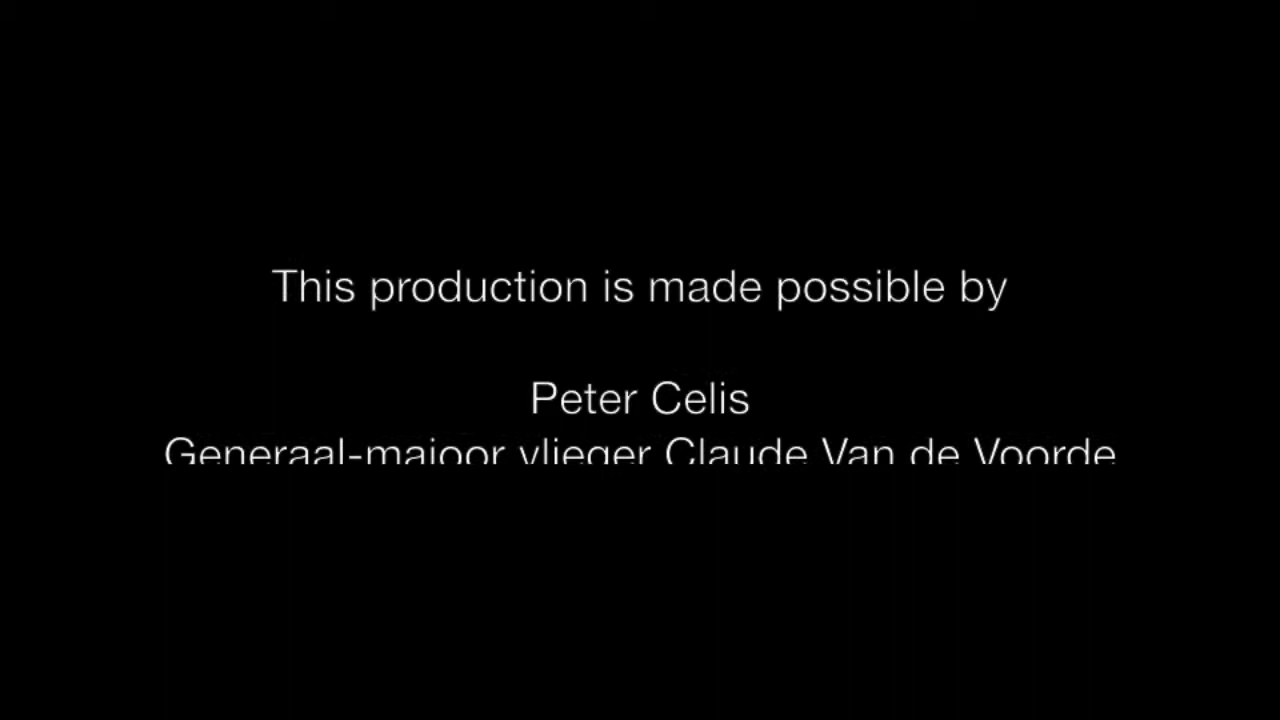 This production is made possible by
Peter Celis
Generaal-majoor vlieger Claude Van de Voorde